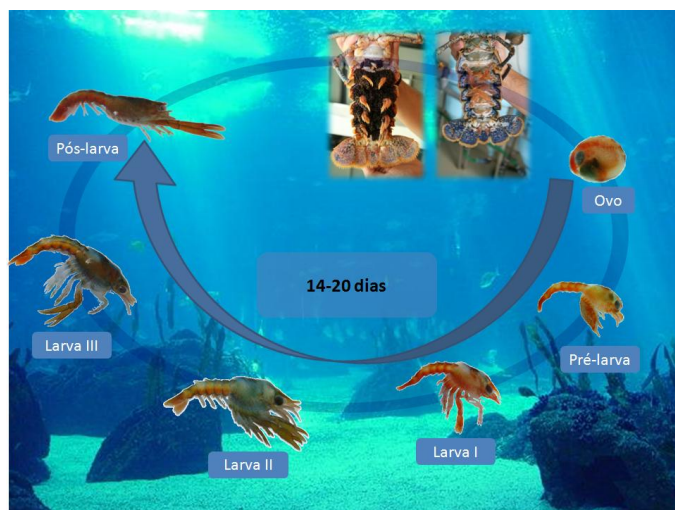 Pós-larva
Ovo
14-20 dias
Larva III
Pré-larva
Larva II
Larva I